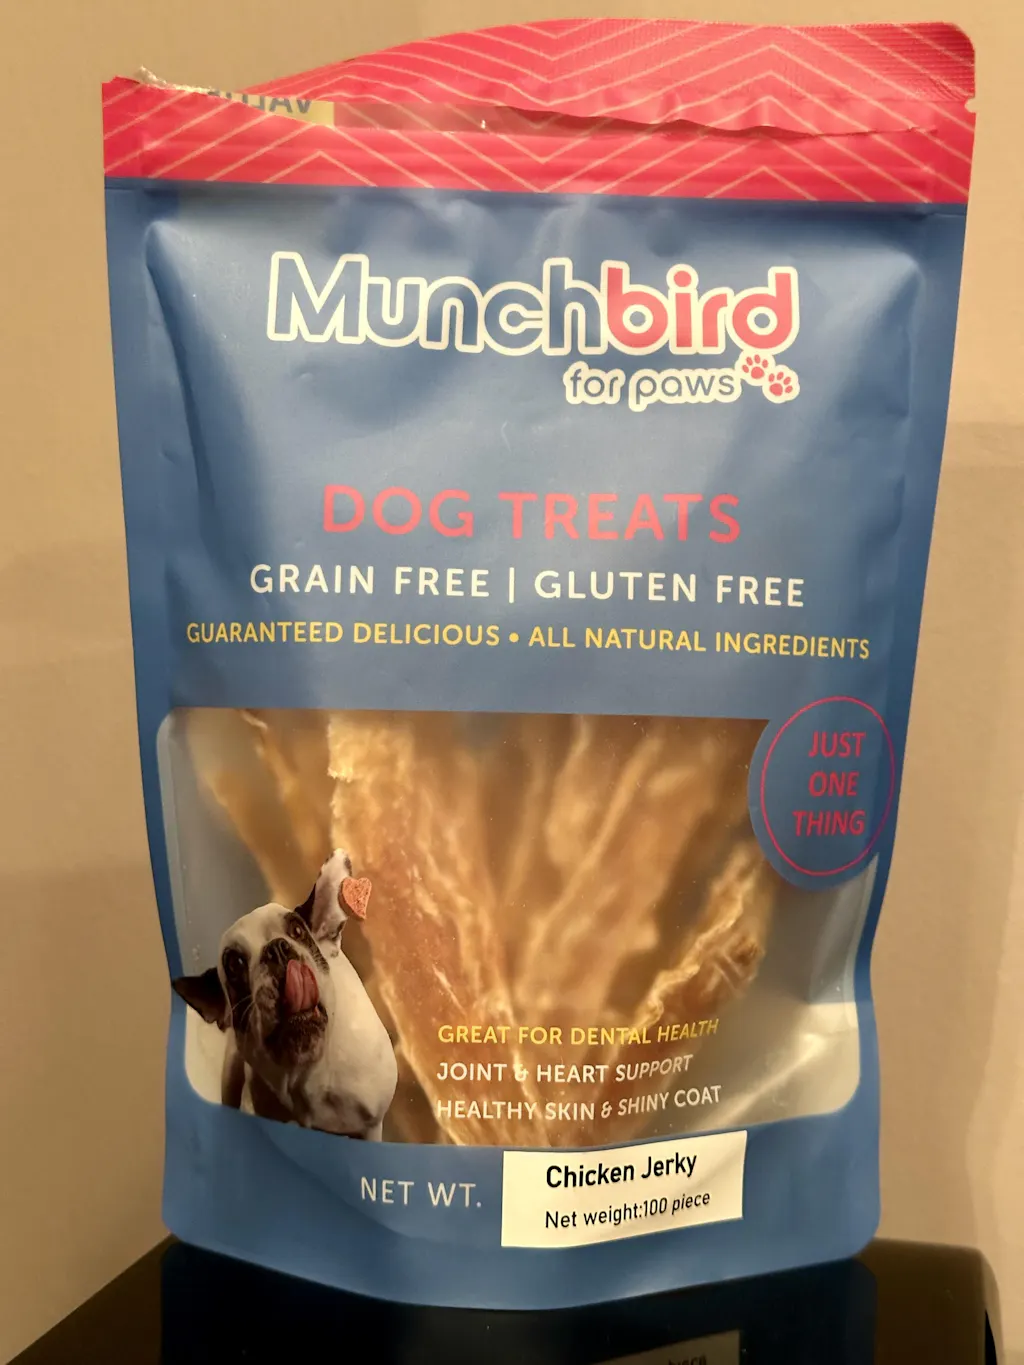 Munchbird
for paws
DOG TREATS
GRAIN FREE | GLUTEN FREE
GUARANTEED DELICIOUS • ALL NATURAL INGREDIENTS
JUST
ONE
THING
GREAT FOR DENTAL HEALTH
JOINT & HEART SUPPORT
HEALTHY SKIN & SHINY COAT
NET WT.
Chicken Jerky
Net weight:100 piece